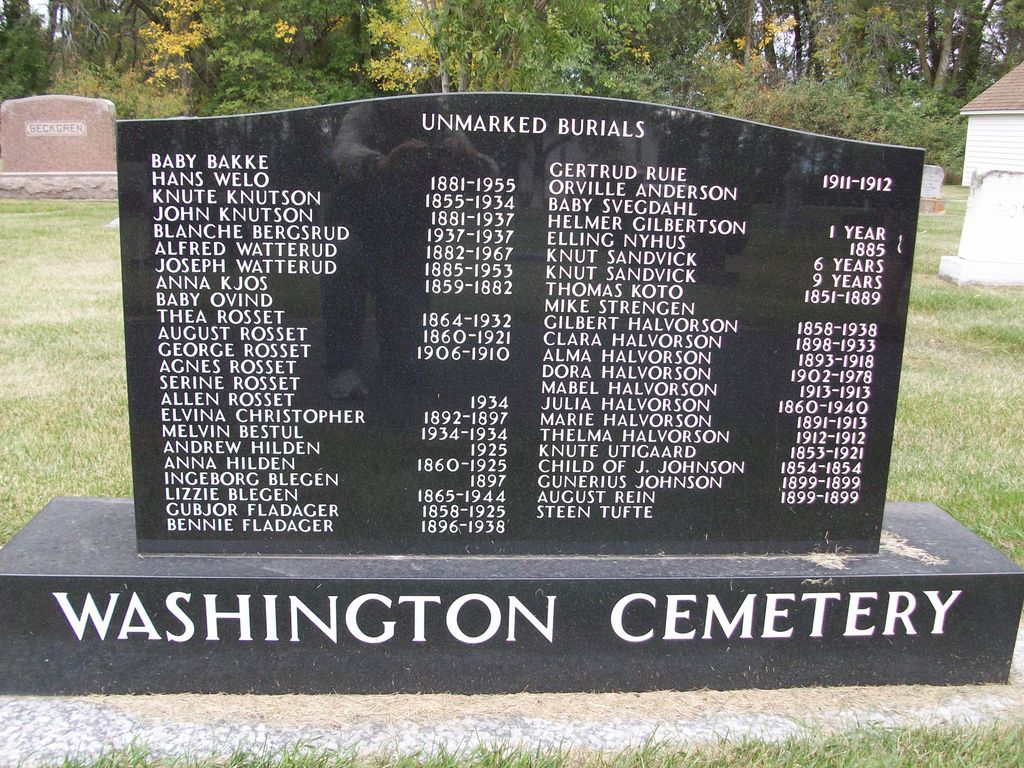 BECKGREN
UNMARKED BURIALS
BABY BAKKE
HANS WELO 1881-1955
KNUTE KNUTSON 1855-1934
JOHN KNUTSON 1881-1937
BLANCHE BERGSRUD 1937-1937
ALFRED WATTERUD 1882-1967
JOSEPH WATTERUD 1885-1953
ANNA KJOS 1859-1882
BABY OVIND
THEA ROSSET 1864-1932
AUGUST ROSSET 1860-1921
GEORGE ROSSET 1906-1910
AGNES ROSSET
SERINE ROSSET
ALLEN ROSSET 1934
ELVINA CHRISTOPHER 1892-1897
MELVIN BESTUL 1934-1934
ANDREW HILDEN 1925
ANNA HILDEN 1860-1925
INGEBORG BLEGEN 1897
LIZZIE BLEGEN 1865-1944
GUBJOR FLADAGER 1858-1925
BENNIE FLADAGER 1896-1938
GERTRUD RUIE 1911-1912
ORVILLE ANDERSON
BABY SVEGDAHL
HELMER GILBERTSON 1 YEAR
ELLING NYHUS 1885
KNUT SANDVICK 6 YEARS
KNUT SANDVICK 9 YEARS
THOMAS KOTO 1851-1889
MIKE STRENGEN
GILBERT HALVORSON 1858-1938
CLARA HALVORSON 1898-1933
ALMA HALVORSON 1893-1918
DORA HALVORSON 1902-1978
MABEL HALVORSON 1913-1913
JULIA HALVORSON 1860-1940
MARIE HALVORSON 1891-1913
THELMA HALVORSON 1912-1912
KNUTE UTIGAARD 1853-1921
CHILD OF J. JOHNSON 1854-1854
GUNERIUS JOHNSON 1899-1899
AUGUST REIN 1899-1899
STEEN TUFTE
WASHINGTON CEMETERY